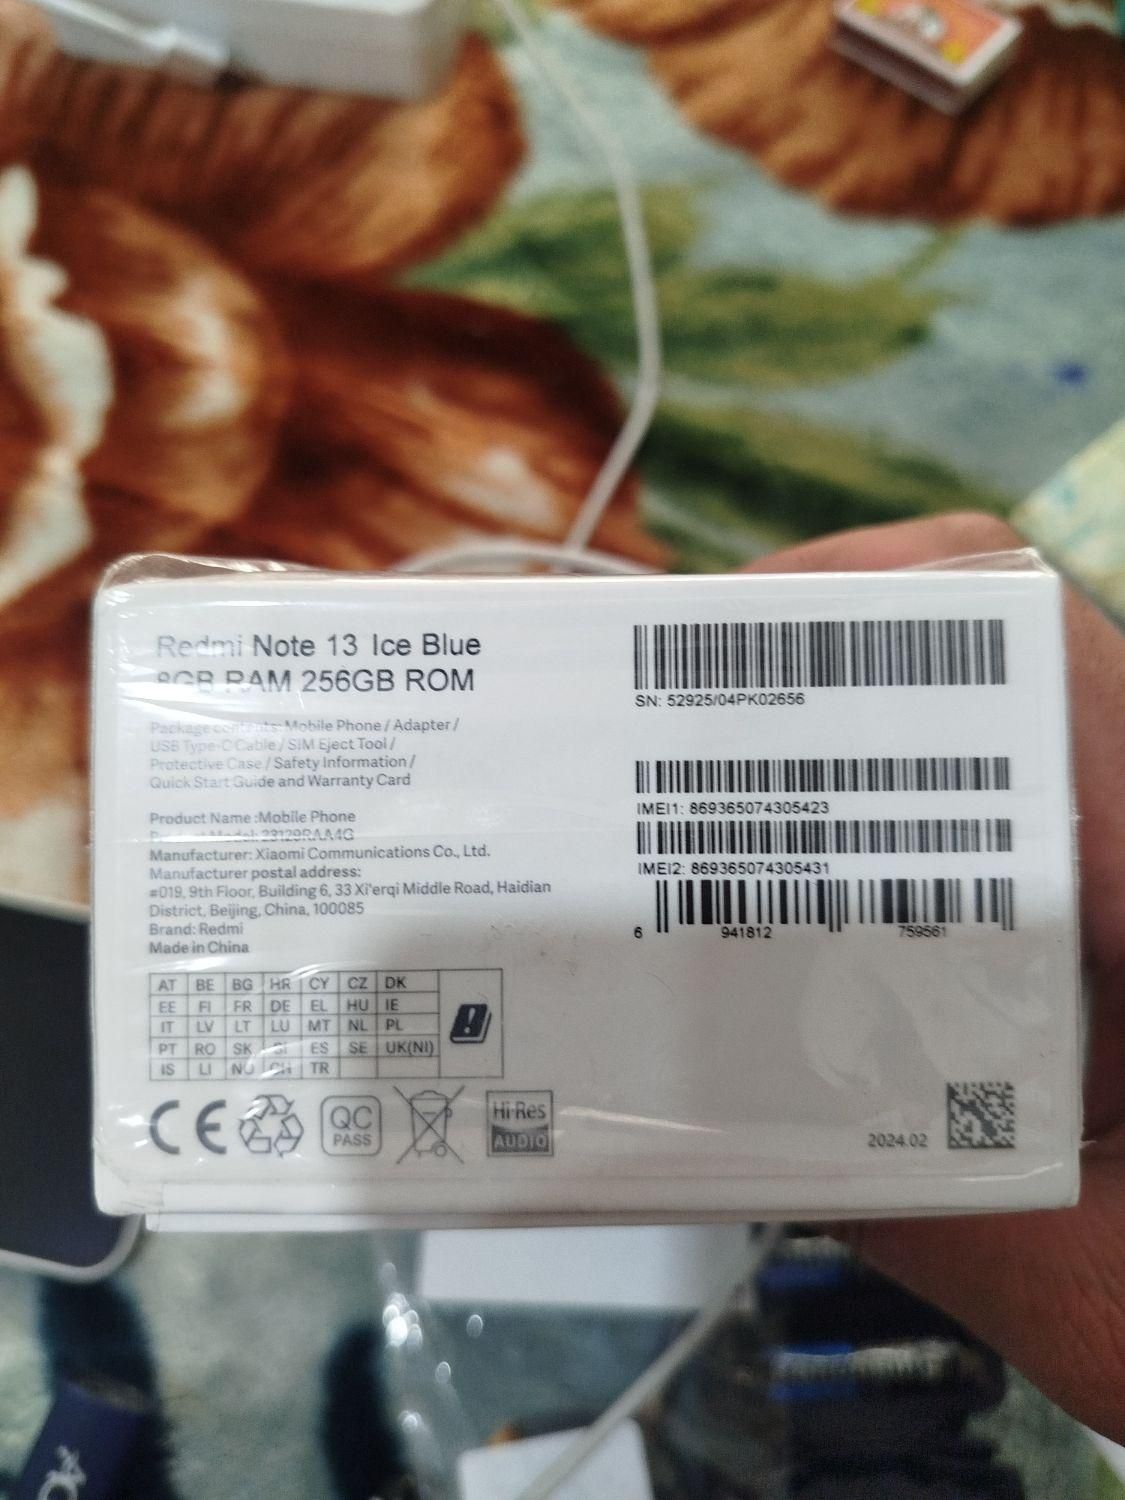 Redmi Note 13 Ice Blue
8GB RAM 256GB ROM
Package contents: Mobile Phone / Adapter /
USB Type-C Cable / SIM Eject Tool /
Protective Case / Safety Information /
Quick Start Guide and Warranty Card
Product Name :Mobile Phone
Product Model: 23129RAA4G
Manufacturer: Xiaomi Communications Co., Ltd.
Manufacturer postal address:
#019, 9th Floor, Building 6, 33 Xi'erqi Middle Road, Haidian
District, Beijing, China, 100085
Brand: Redmi
Made in China
AT BE BG HR CY CZ DK
EE FI FR DE EL HU IE
IT LV LT LU MT NL PL
PT RO SK SI ES SE UK(NI)
IS LI NO CH TR
CE QC PASS Hi-Res AUDIO
SN: 52925/04PK02656
IMEI1: 869365074305423
IMEI2: 869365074305431
6 941812 759561
2024.02